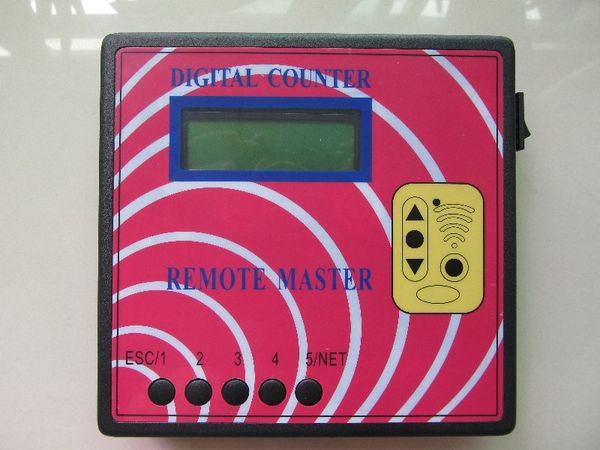 DIGITAL COUNTER
REMOTE MASTER
ESC/1 2 3 4 5/NET